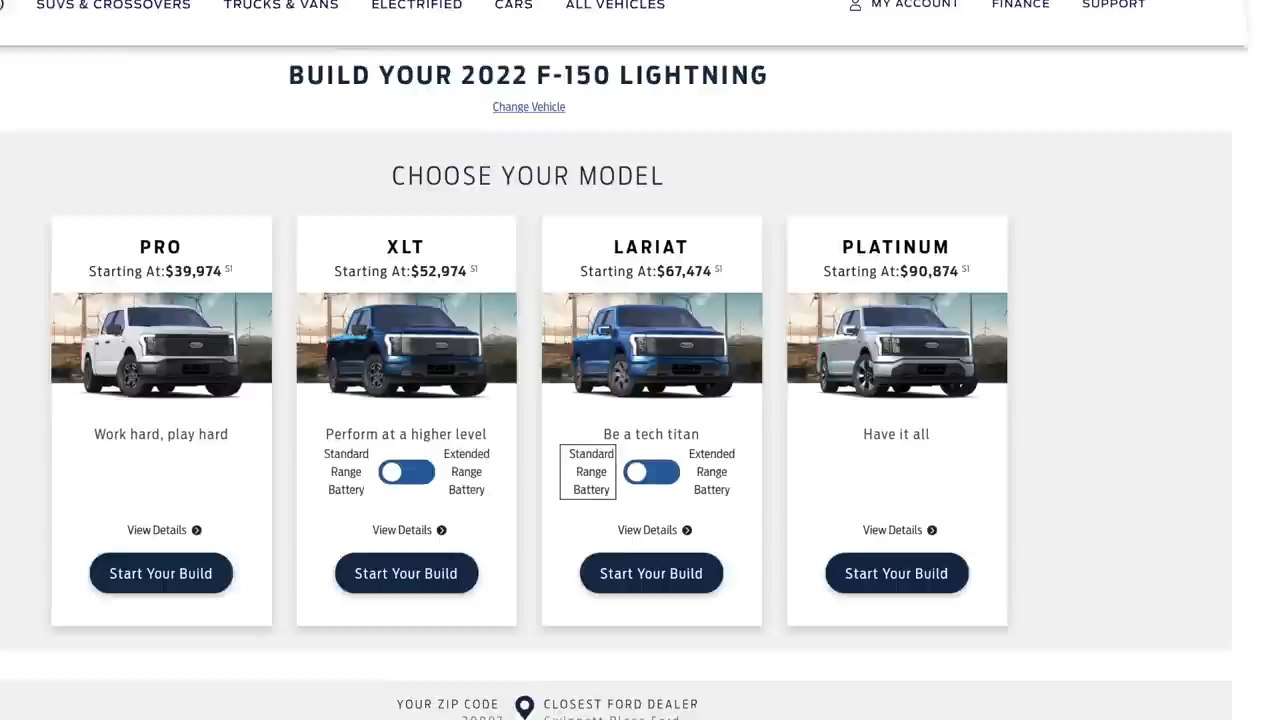 SUVS & CROSSOVERS TRUCKS & VANS ELECTRIFIED CARS ALL VEHICLES MY ACCOUNT FINANCE SUPPORT
BUILD YOUR 2022 F-150 LIGHTNING
Change Vehicle
CHOOSE YOUR MODEL
PRO
Starting At:$39,974 S1
Work hard, play hard
View Details
Start Your Build
XLT
Starting At:$52,974 S1
Perform at a higher level
Standard
Range
Battery
Extended
Range
Battery
View Details
Start Your Build
LARIAT
Starting At:$67,474 S1
Be a tech titan
Standard
Range
Battery
Extended
Range
Battery
View Details
Start Your Build
PLATINUM
Starting At:$90,874 S1
Have it all
View Details
Start Your Build
YOUR ZIP CODE
CLOSEST FORD DEALER